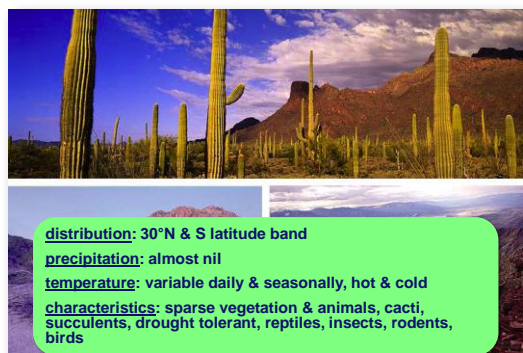 distribution: 30°N & S latitude band
precipitation: almost nil
temperature: variable daily & seasonally, hot & cold
characteristics: sparse vegetation & animals, cacti,
succulents, drought tolerant, reptiles, insects, rodents,
birds